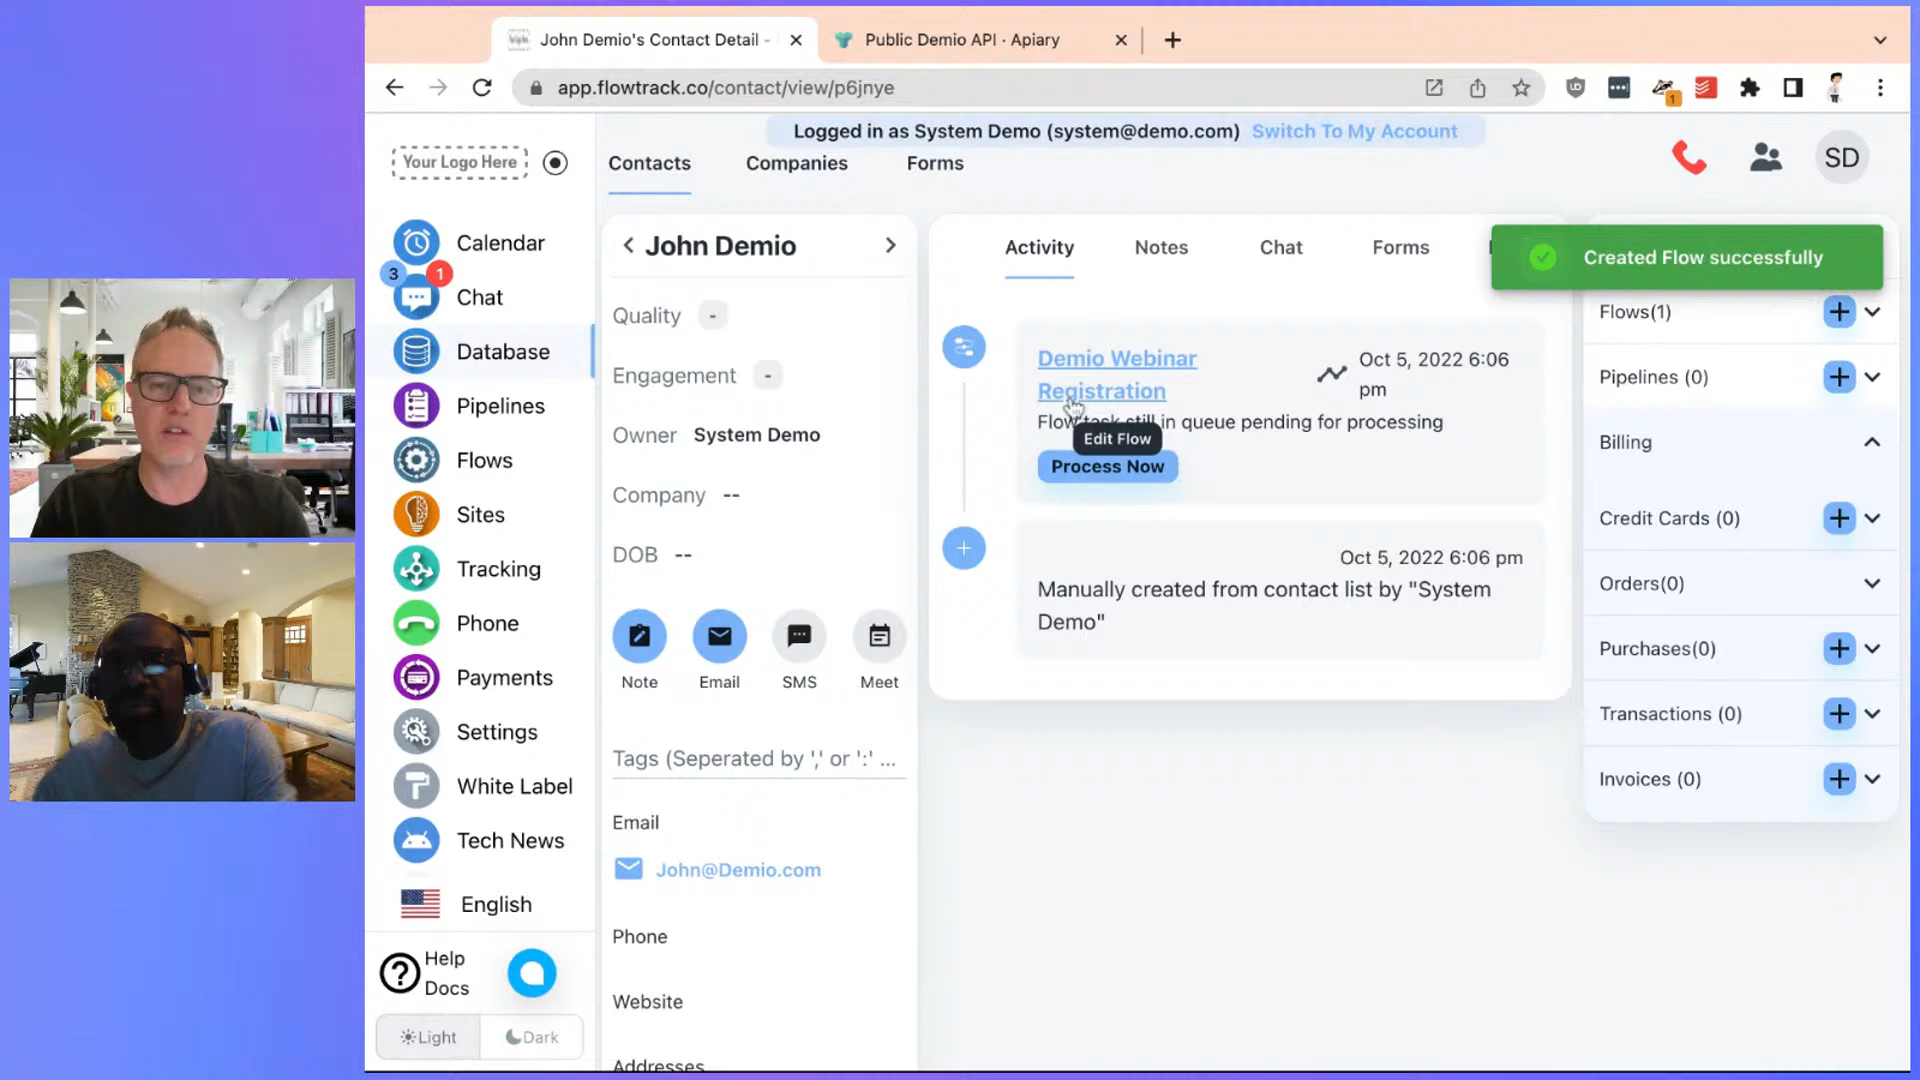 John Demio's Contact Detail -
Public Demio API · Apiary
app.flowtrack.co/contact/view/p6jnye
1
Logged in as System Demo (system@demo.com) Switch To My Account
Your Logo Here
Contacts
Companies
Forms
SD
Calendar
3
1
Chat
Database
Pipelines
Flows
Sites
Tracking
Phone
Payments
Settings
White Label
Tech News
English
Help
Docs
Light
Dark
John Demio
Quality -
Engagement -
Owner System Demo
Company --
DOB --
Note
Email
SMS
Meet
Tags (Seperated by ',' or ':' ...
Email
John@Demio.com
Phone
Website
Addresses
Activity
Notes
Chat
Forms
Demio Webinar
Registration
Oct 5, 2022 6:06
pm
Flow task still in queue pending for processing
Edit Flow
Process Now
Oct 5, 2022 6:06 pm
Manually created from contact list by "System
Demo"
Created Flow successfully
Flows(1)
Pipelines (0)
Billing
Credit Cards (0)
Orders(0)
Purchases(0)
Transactions (0)
Invoices (0)